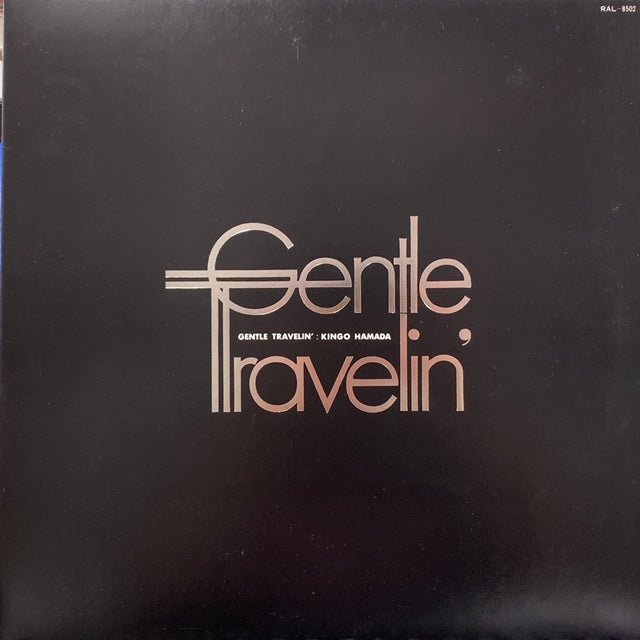 RAL-8502
Gentle
GENTLE TRAVELIN' : KINGO HAMADA
Travelin'